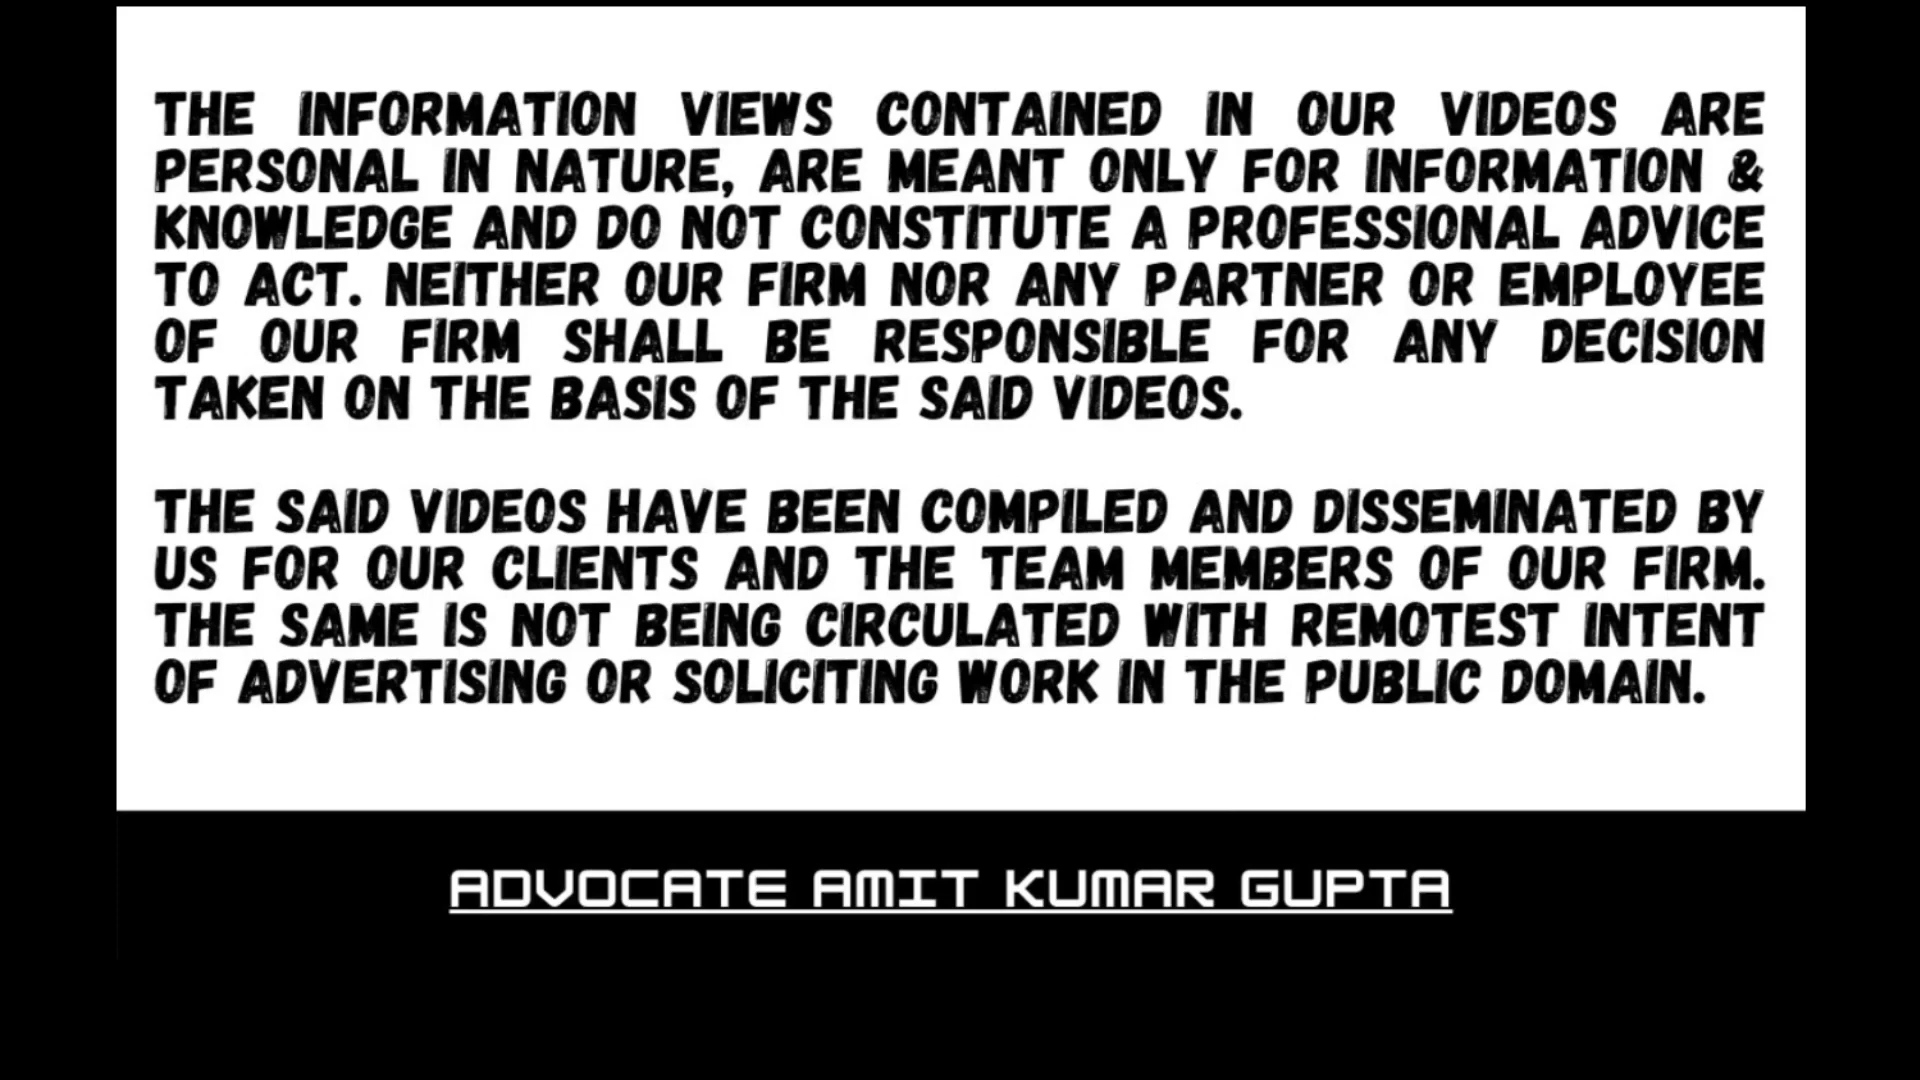 THE INFORMATION VIEWS CONTAINED IN OUR VIDEOS ARE
PERSONAL IN NATURE, ARE MEANT ONLY FOR INFORMATION &
KNOWLEDGE AND DO NOT CONSTITUTE A PROFESSIONAL ADVICE
TO ACT. NEITHER OUR FIRM NOR ANY PARTNER OR EMPLOYEE
OF OUR FIRM SHALL BE RESPONSIBLE FOR ANY DECISION
TAKEN ON THE BASIS OF THE SAID VIDEOS.
THE SAID VIDEOS HAVE BEEN COMPILED AND DISSEMINATED BY
US FOR OUR CLIENTS AND THE TEAM MEMBERS OF OUR FIRM.
THE SAME IS NOT BEING CIRCULATED WITH REMOTEST INTENT
OF ADVERTISING OR SOLICITING WORK IN THE PUBLIC DOMAIN.
ADVOCATE AMIT KUMAR GUPTA